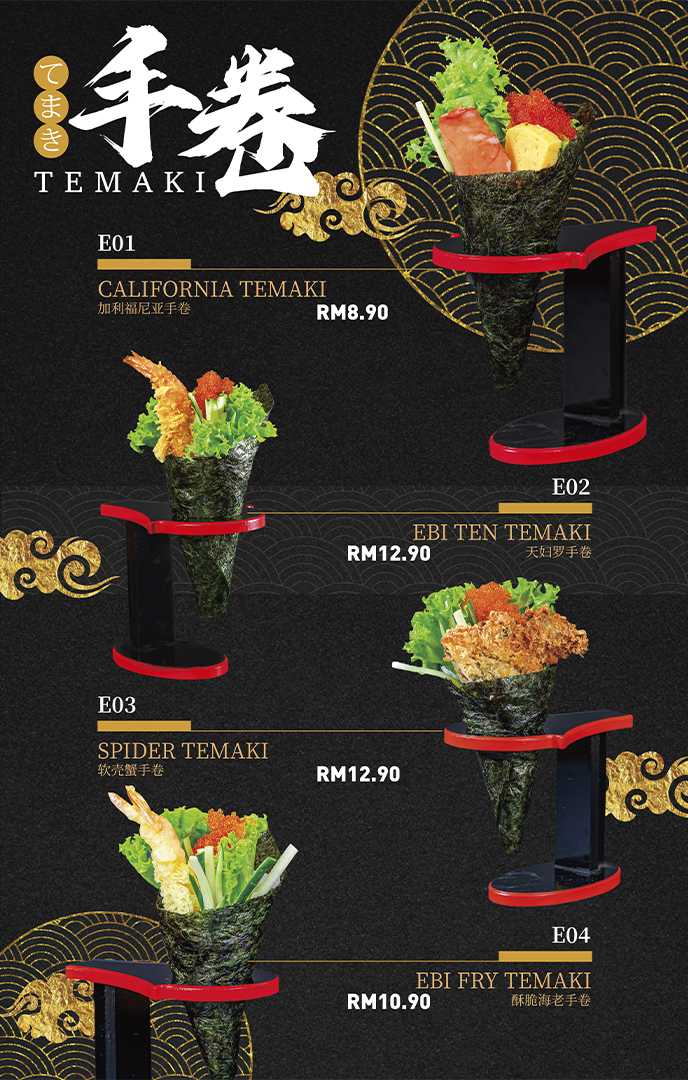 てまき
手卷
TEMAKI
E01
CALIFORNIA TEMAKI
加利福尼亚手卷
RM8.90
E02
EBI TEN TEMAKI
天妇罗手卷
RM12.90
E03
SPIDER TEMAKI
软壳蟹手卷
RM12.90
E04
EBI FRY TEMAKI
酥脆海老手卷
RM10.90